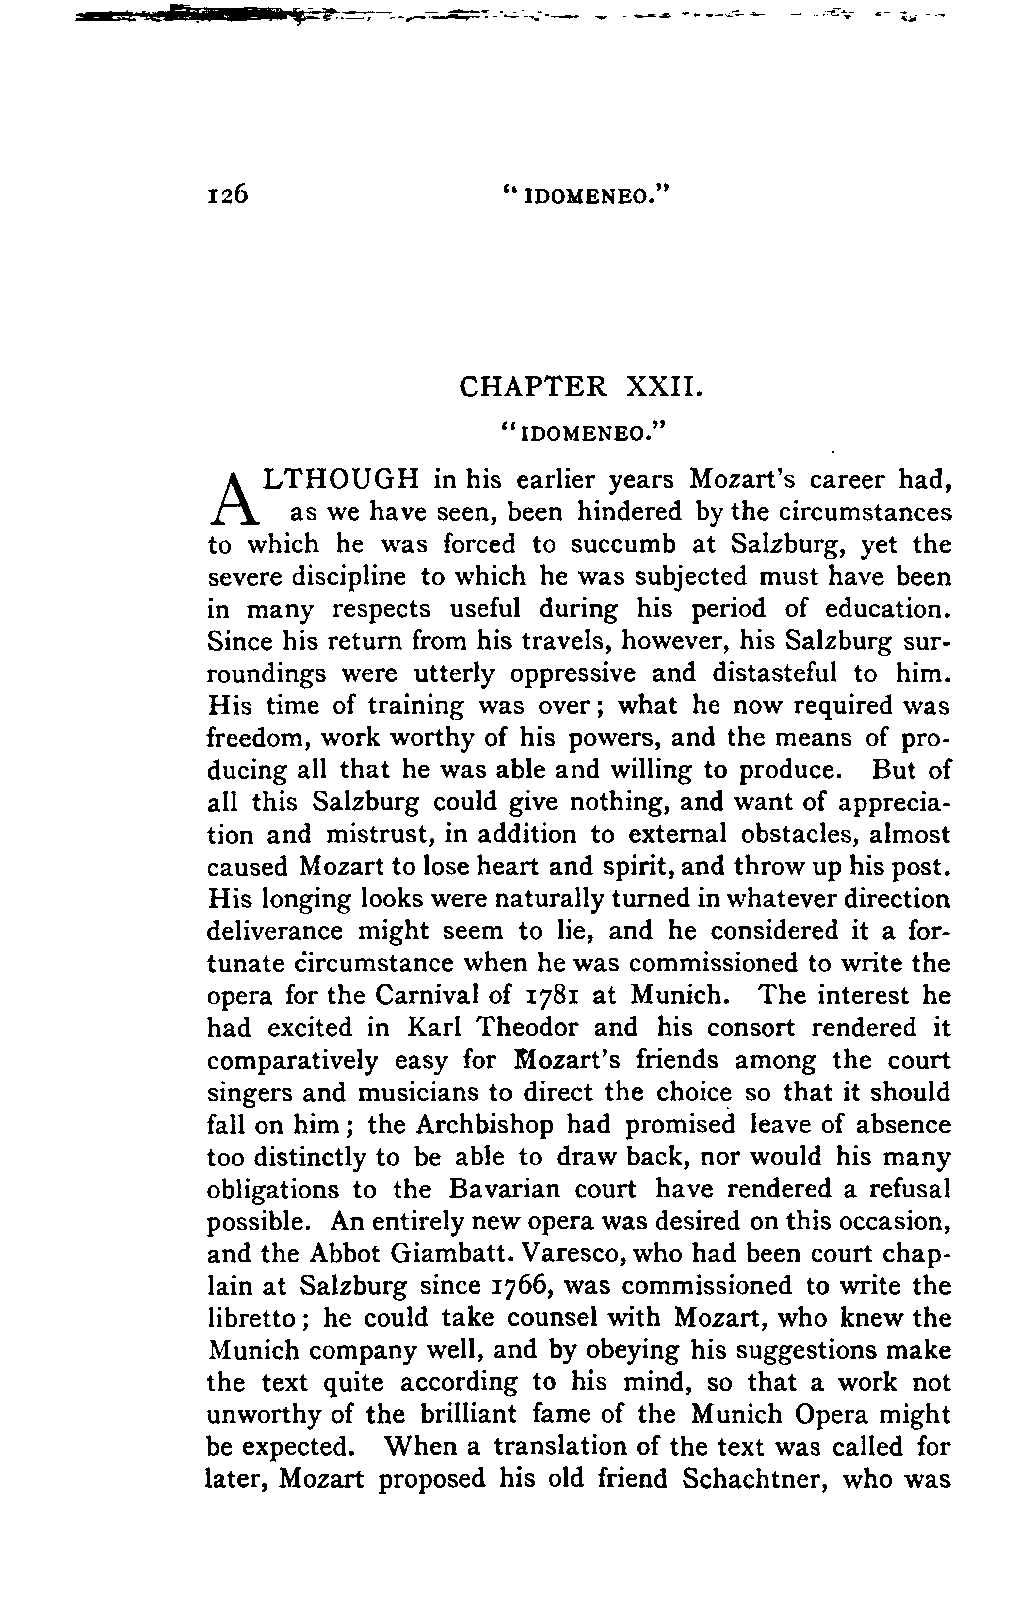 126 "IDOMENEO."
CHAPTER XXII.
"IDOMENEO."
ALTHOUGH in his earlier years Mozart's career had,
as we have seen, been hindered by the circumstances
to which he was forced to succumb at Salzburg, yet the
severe discipline to which he was subjected must have been
in many respects useful during his period of education.
Since his return from his travels, however, his Salzburg sur-
roundings were utterly oppressive and distasteful to him.
His time of training was over; what he now required was
freedom, work worthy of his powers, and the means of pro-
ducing all that he was able and willing to produce. But of
all this Salzburg could give nothing, and want of apprecia-
tion and mistrust, in addition to external obstacles, almost
caused Mozart to lose heart and spirit, and throw up his post.
His longing looks were naturally turned in whatever direction
deliverance might seem to lie, and he considered it a for-
tunate circumstance when he was commissioned to write the
opera for the Carnival of 1781 at Munich. The interest he
had excited in Karl Theodor and his consort rendered it
comparatively easy for Mozart's friends among the court
singers and musicians to direct the choice so that it should
fall on him; the Archbishop had promised leave of absence
too distinctly to be able to draw back, nor would his many
obligations to the Bavarian court have rendered a refusal
possible. An entirely new opera was desired on this occasion,
and the Abbot Giambatt. Varesco, who had been court chap-
lain at Salzburg since 1766, was commissioned to write the
libretto; he could take counsel with Mozart, who knew the
Munich company well, and by obeying his suggestions make
the text quite according to his mind, so that a work not
unworthy of the brilliant fame of the Munich Opera might
be expected. When a translation of the text was called for
later, Mozart proposed his old friend Schachtner, who was